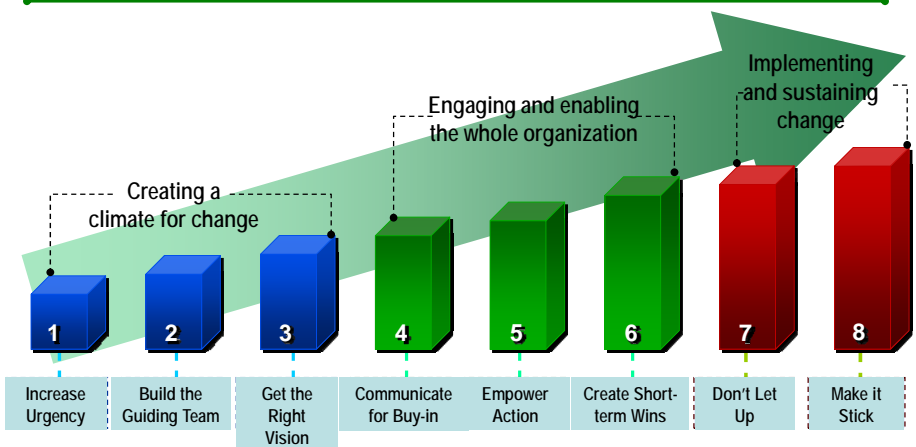 Implementing
and sustaining
change
Engaging and enabling
the whole organization
Creating a
climate for change
1
2
3
4
5
6
7
8
Increase
Urgency
Build the
Guiding Team
Get the
Right
Vision
Communicate
for Buy-in
Empower
Action
Create Short-
term Wins
Don't Let
Up
Make it
Stick